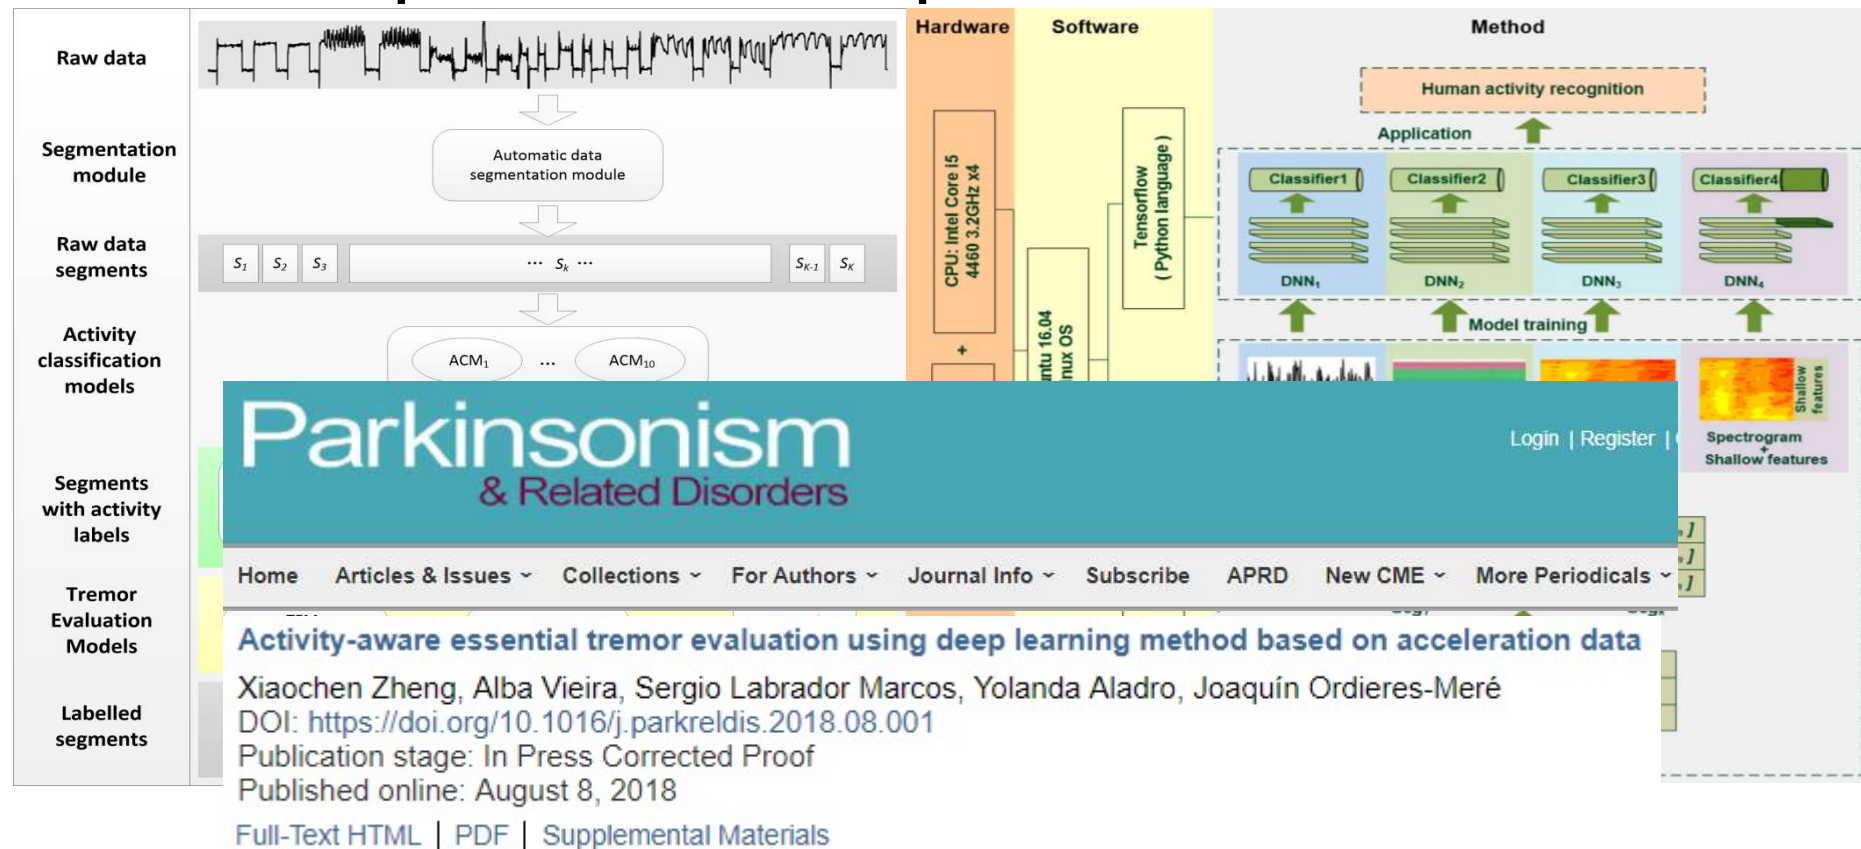 Raw data
Segmentation
module
Automatic data
segmentation module
Raw data
segments
S1 S2 S3 ... Sk ... SK-1 SK
Activity
classification
models
ACM1 ... ACM10
Segments
with activity
labels
Tremor
Evaluation
Models
Labelled
segments
Hardware Software Method
CPU: Intel Core i5
4460 3.2GHz x4
+
16.04
OS
Tensorflow
( Python language )
Human activity recognition
Application
Classifier1 Classifier2 Classifier3 Classifier4
DNN1 DNN2 DNN3 DNN4
Model training
Shallow
features
Spectrogram
+
Shallow features
Parkinsonism
& Related Disorders
Login | Register |
Home Articles & Issues Collections For Authors Journal Info Subscribe APRD New CME More Periodicals
Activity-aware essential tremor evaluation using deep learning method based on acceleration data
Xiaochen Zheng, Alba Vieira, Sergio Labrador Marcos, Yolanda Aladro, Joaquín Ordieres-Meré
DOI: https://doi.org/10.1016/j.parkreldis.2018.08.001
Publication stage: In Press Corrected Proof
Published online: August 8, 2018
Full-Text HTML | PDF | Supplemental Materials